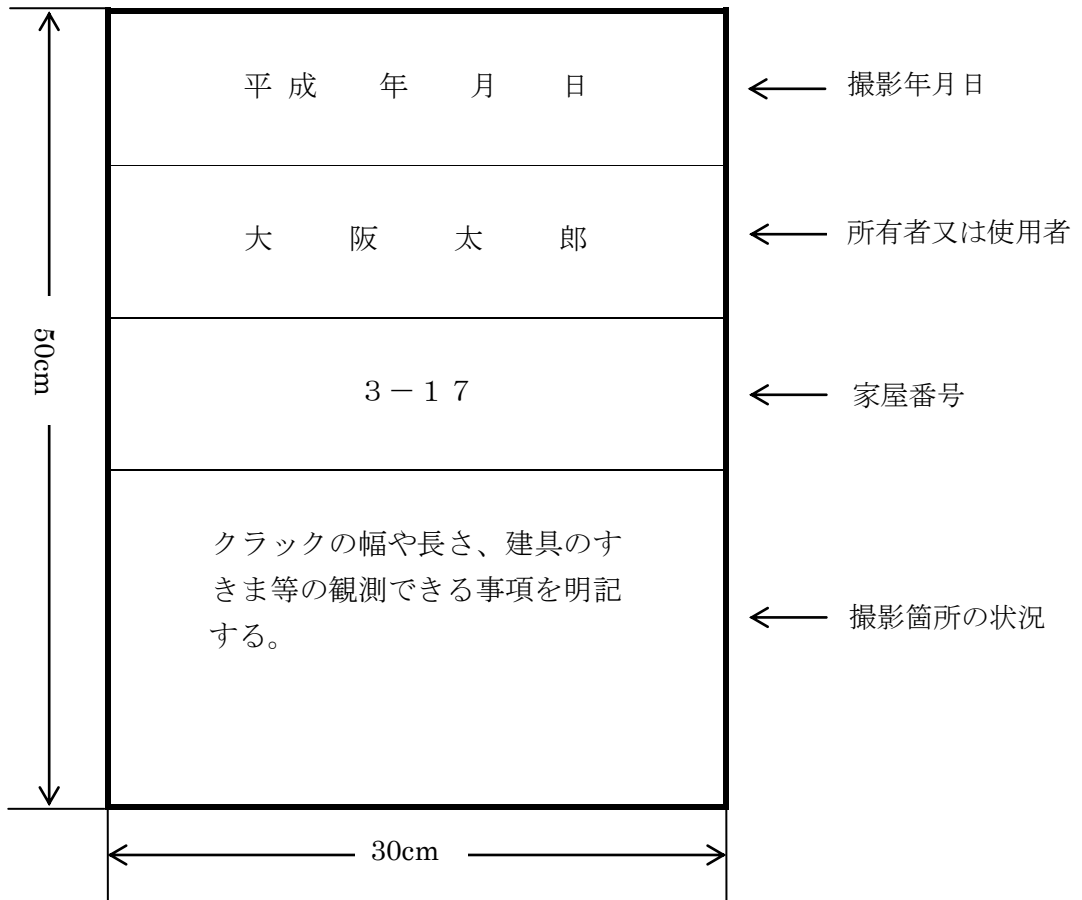 平成 年 月 日
撮影年月日
大 阪 太 郎
所有者又は使用者
50cm
3－17
家屋番号
クラックの幅や長さ、建具のす
きま等の観測できる事項を明記
する。
撮影箇所の状況
30cm